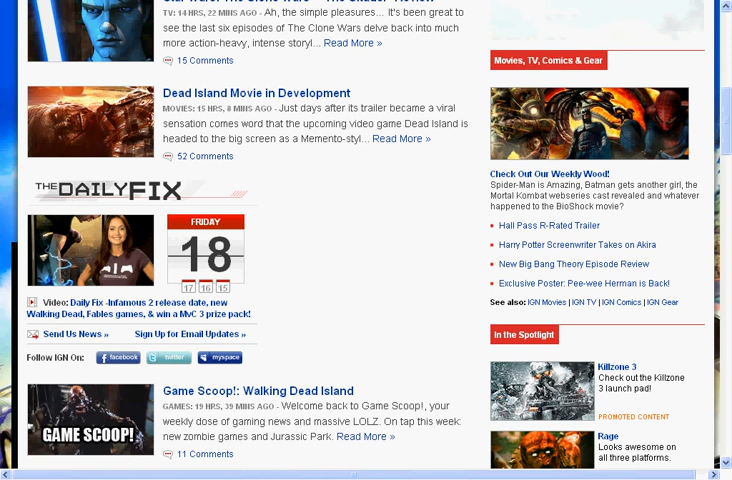 TV: 14 HRS, 22 MINS AGO - Ah, the simple pleasures... It's been great to
see the last six episodes of The Clone Wars delve back into much
more action-heavy, intense storyl... Read More »
15 Comments
Dead Island Movie in Development
MOVIES: 15 HRS, 8 MINS AGO - Just days after its trailer became a viral
sensation comes word that the upcoming video game Dead Island is
headed to the big screen as a Memento-styl... Read More »
52 Comments
THE DAILY FIX
FRIDAY
18
17 16 15
Video: Daily Fix -Infamous 2 release date, new
Walking Dead, Fables games, & win a MvC 3 prize pack!
Send Us News » Sign Up for Email Updates »
Follow IGN On: facebook twitter myspace
GAME SCOOP!
Game Scoop!: Walking Dead Island
GAMES: 19 HRS, 39 MINS AGO - Welcome back to Game Scoop!, your
weekly dose of gaming news and massive LOLZ. On tap this week:
new zombie games and Jurassic Park. Read More »
11 Comments
Movies, TV, Comics & Gear
Check Out Our Weekly Wood!
Spider-Man is Amazing, Batman gets another girl, the
Mortal Kombat webseries cast revealed and whatever
happened to the BioShock movie?
Hall Pass R-Rated Trailer
Harry Potter Screenwriter Takes on Akira
New Big Bang Theory Episode Review
Exclusive Poster: Pee-wee Herman is Back!
See also: IGN Movies | IGN TV | IGN Comics | IGN Gear
In the Spotlight
Killzone 3
Check out the Killzone
3 launch pad!
PROMOTED CONTENT
Rage
Looks awesome on
all three platforms.